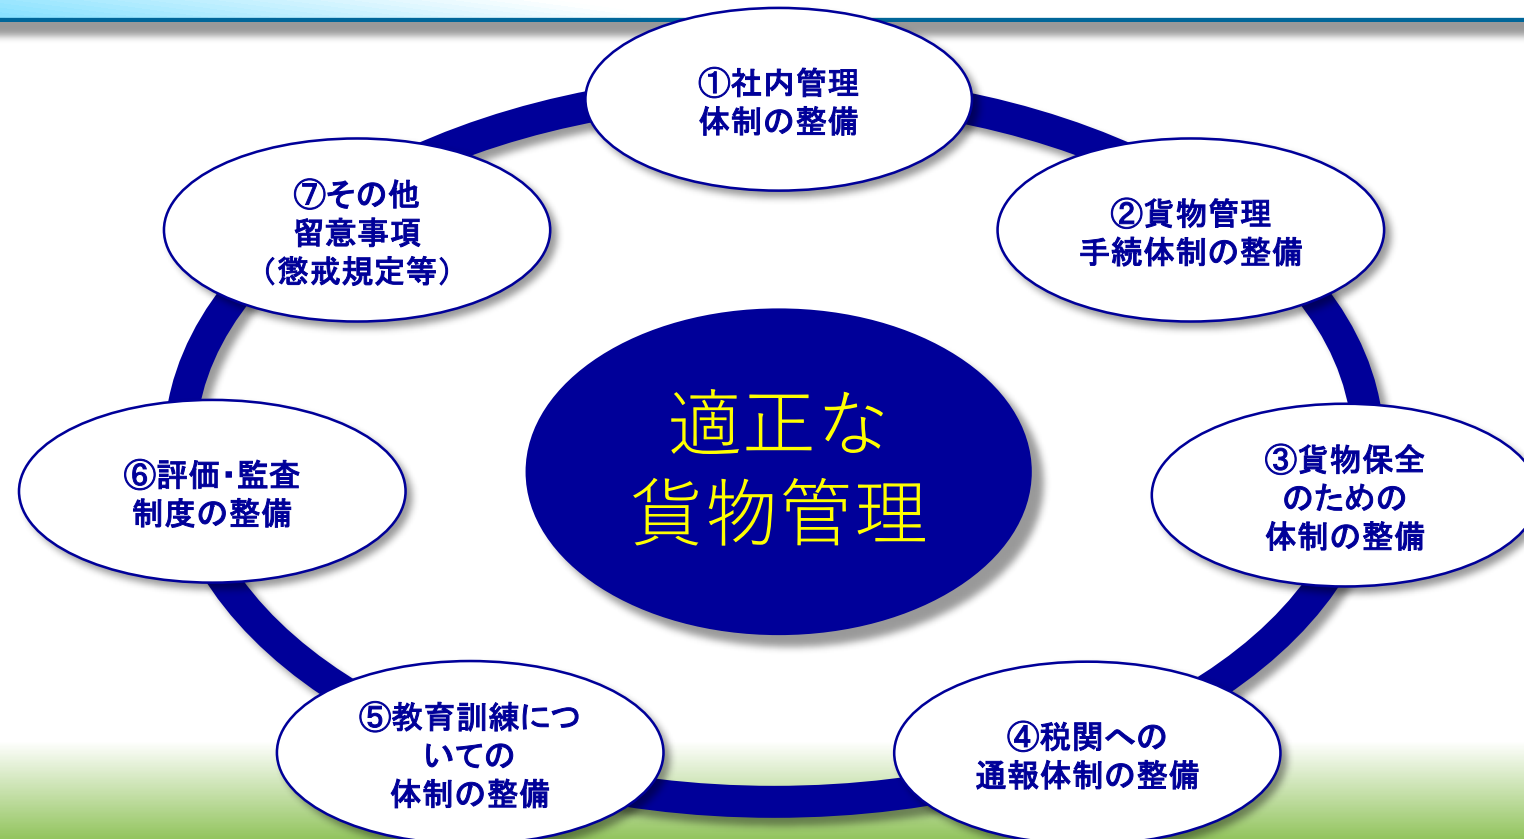 ①社内管理
体制の整備
②貨物管理
手続体制の整備
③貨物保全
のための
体制の整備
④税関への
通報体制の整備
⑤教育訓練につ
いての
体制の整備
⑥評価・監査
制度の整備
⑦その他
留意事項
（懲戒規定等）
適正な
貨物管理